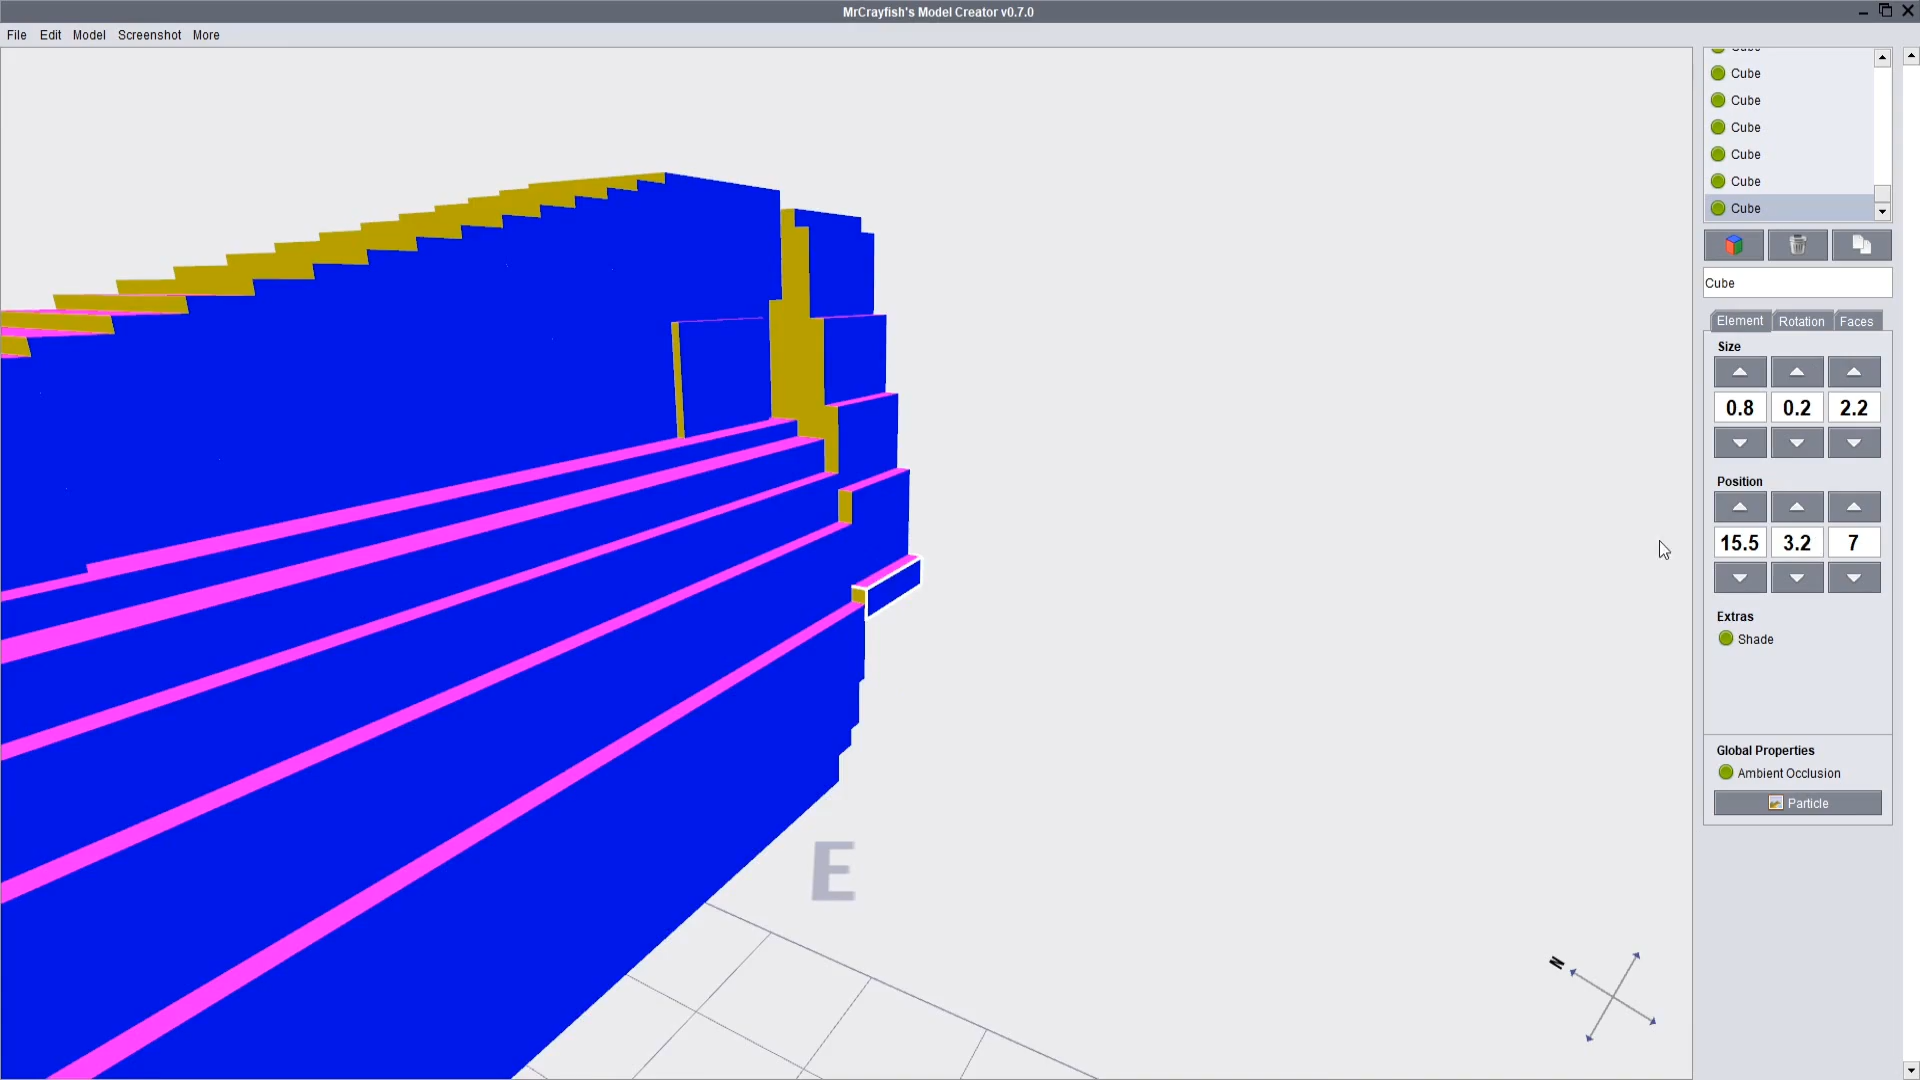 MrCrayfish's Model Creator v0.7.0
File Edit Model Screenshot More
Cube
Cube
Cube
Cube
Cube
Cube
Cube
Cube
Element Rotation Faces
Size
0.8 0.2 2.2
Position
15.5 3.2 7
Extras
Shade
Global Properties
Ambient Occlusion
Particle
E
N